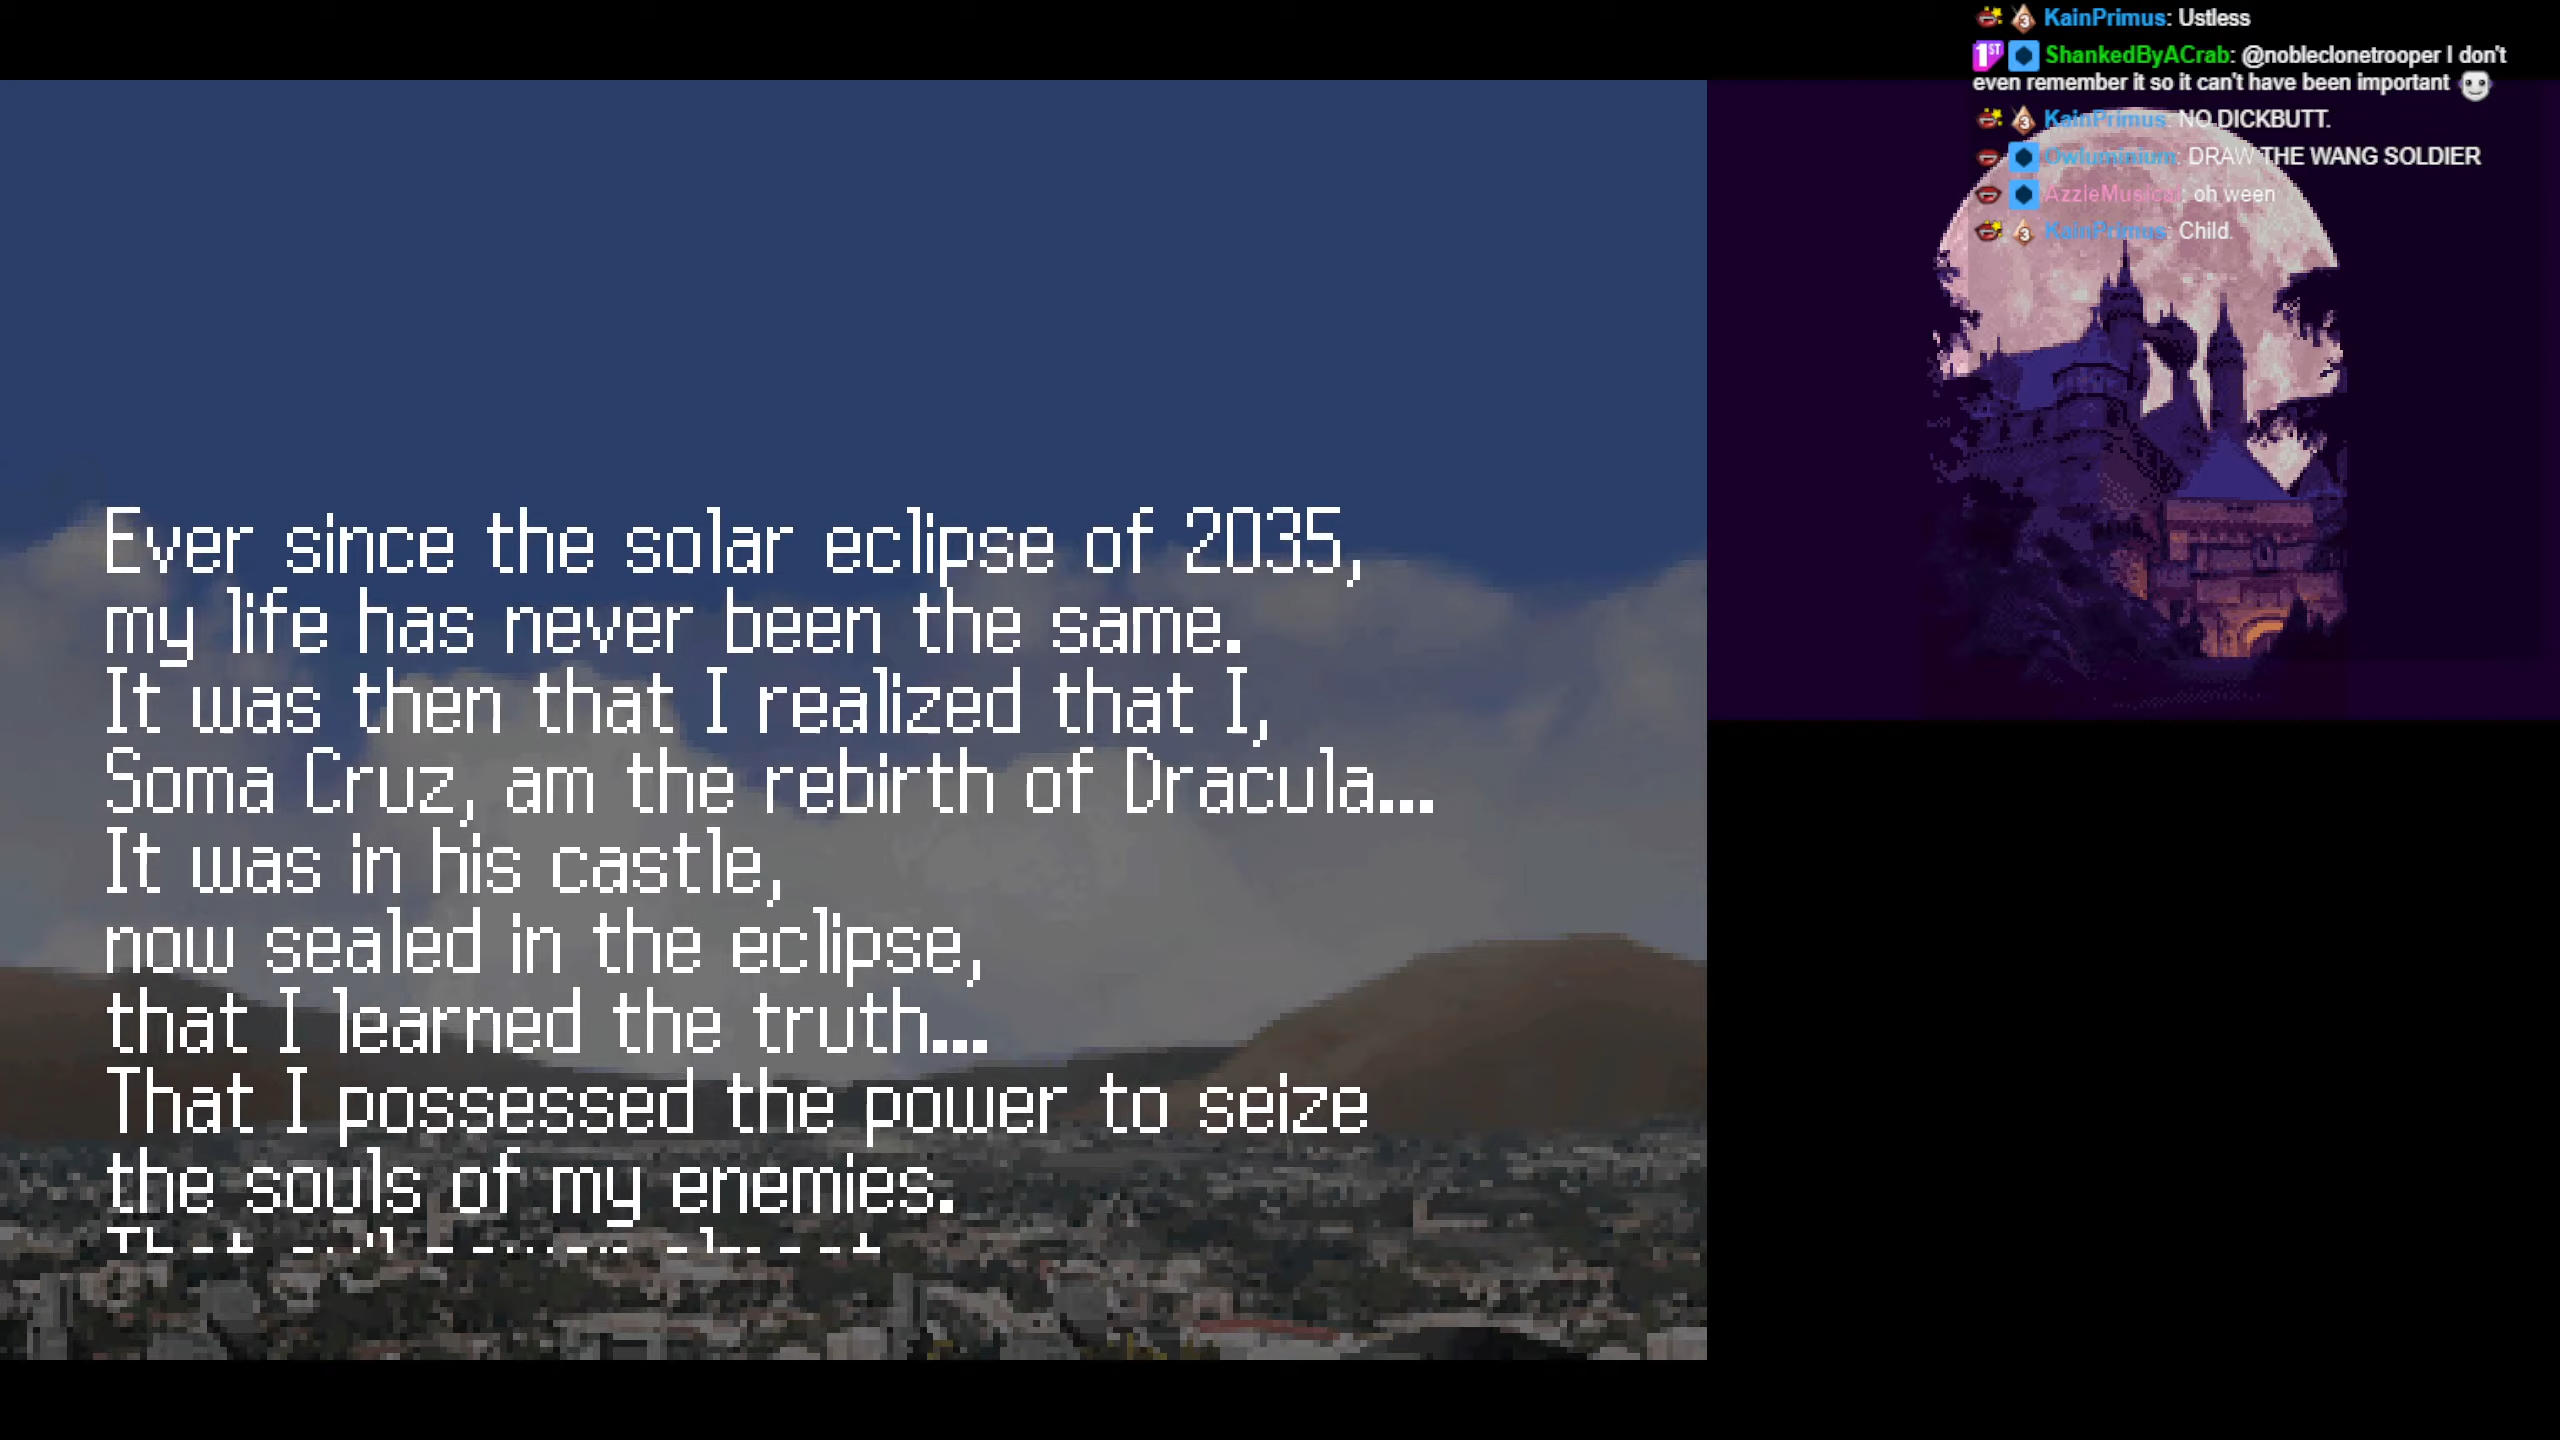 Ever since the solar eclipse of 2035,
my life has never been the same.
It was then that I realized that I,
Soma Cruz, am the rebirth of Dracula...
It was in his castle,
now sealed in the eclipse,
that I learned the truth...
That I possessed the power to seize
the souls of my enemies.
KainPrimus: Ustless
1ST ShankedByACrab: @nobleclonetrooper I don't
even remember it so it can't have been important
KainPrimus: NO DICKBUTT.
Owluminium: DRAW THE WANG SOLDIER
AzzleMusical: oh ween
KainPrimus: Child.